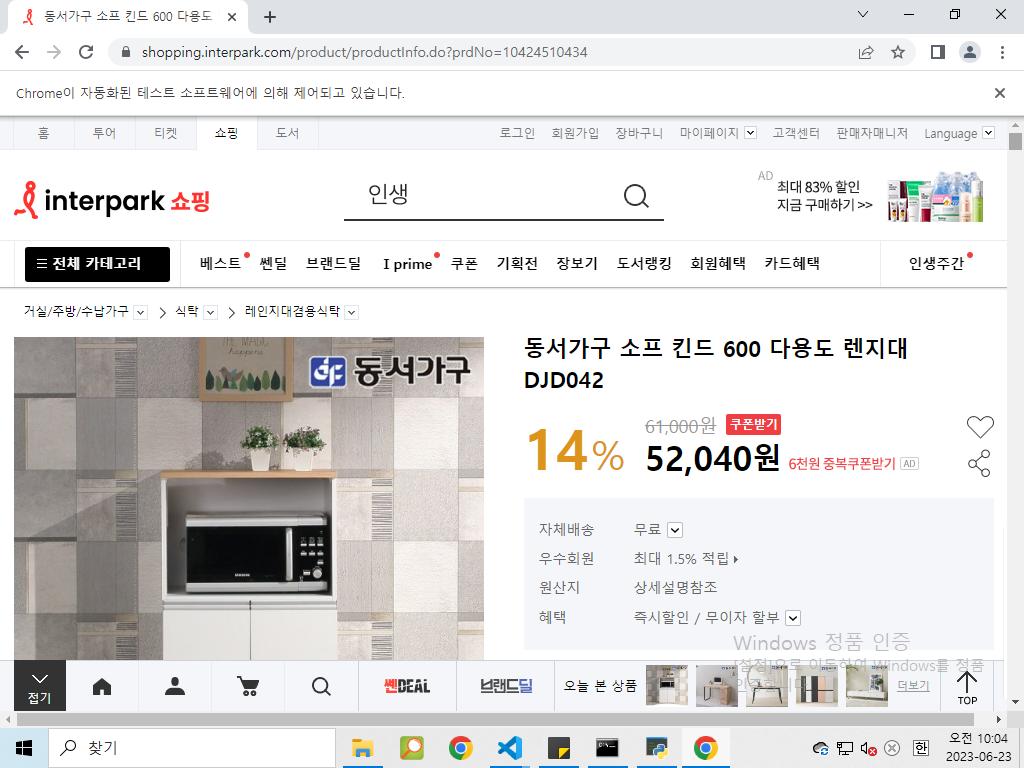 동서가구 소프 킨드 600 다용도
shopping.interpark.com/product/productInfo.do?prdNo=10424510434
Chrome이 자동화된 테스트 소프트웨어에 의해 제어되고 있습니다.
홈 투어 티켓 쇼핑 도서 로그인 회원가입 장바구니 마이페이지 고객센터 판매자매니저 Language
interpark 쇼핑
인생
AD
최대 83% 할인
지금 구매하기 >>
전체 카테고리 베스트 쎈딜 브랜드딜 I prime 쿠폰 기획전 장보기 도서랭킹 회원혜택 카드혜택 인생주간
거실/주방/수납가구 식탁 레인지대겸용식탁
THE MAGIC
happens
동서가구
SAMSUNG
동서가구 소프 킨드 600 다용도 렌지대
DJD042
14%
61,000원 쿠폰받기
52,040원 6천원 중복쿠폰받기 AD
자체배송 무료
우수회원 최대 1.5% 적립
원산지 상세설명참조
혜택 즉시할인 / 무이자 할부
Windows 정품 인증
[설정]으로 이동하여 Windows를 정품
인증합니다.
접기
쎈DEAL
브랜드딜
오늘 본 상품
더보기
TOP
찾기
한
오전 10:04
2023-06-23